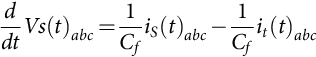 d/dt Vs(t)_abc = 1/C_f i_S(t)_abc − 1/C_f i_t(t)_abc